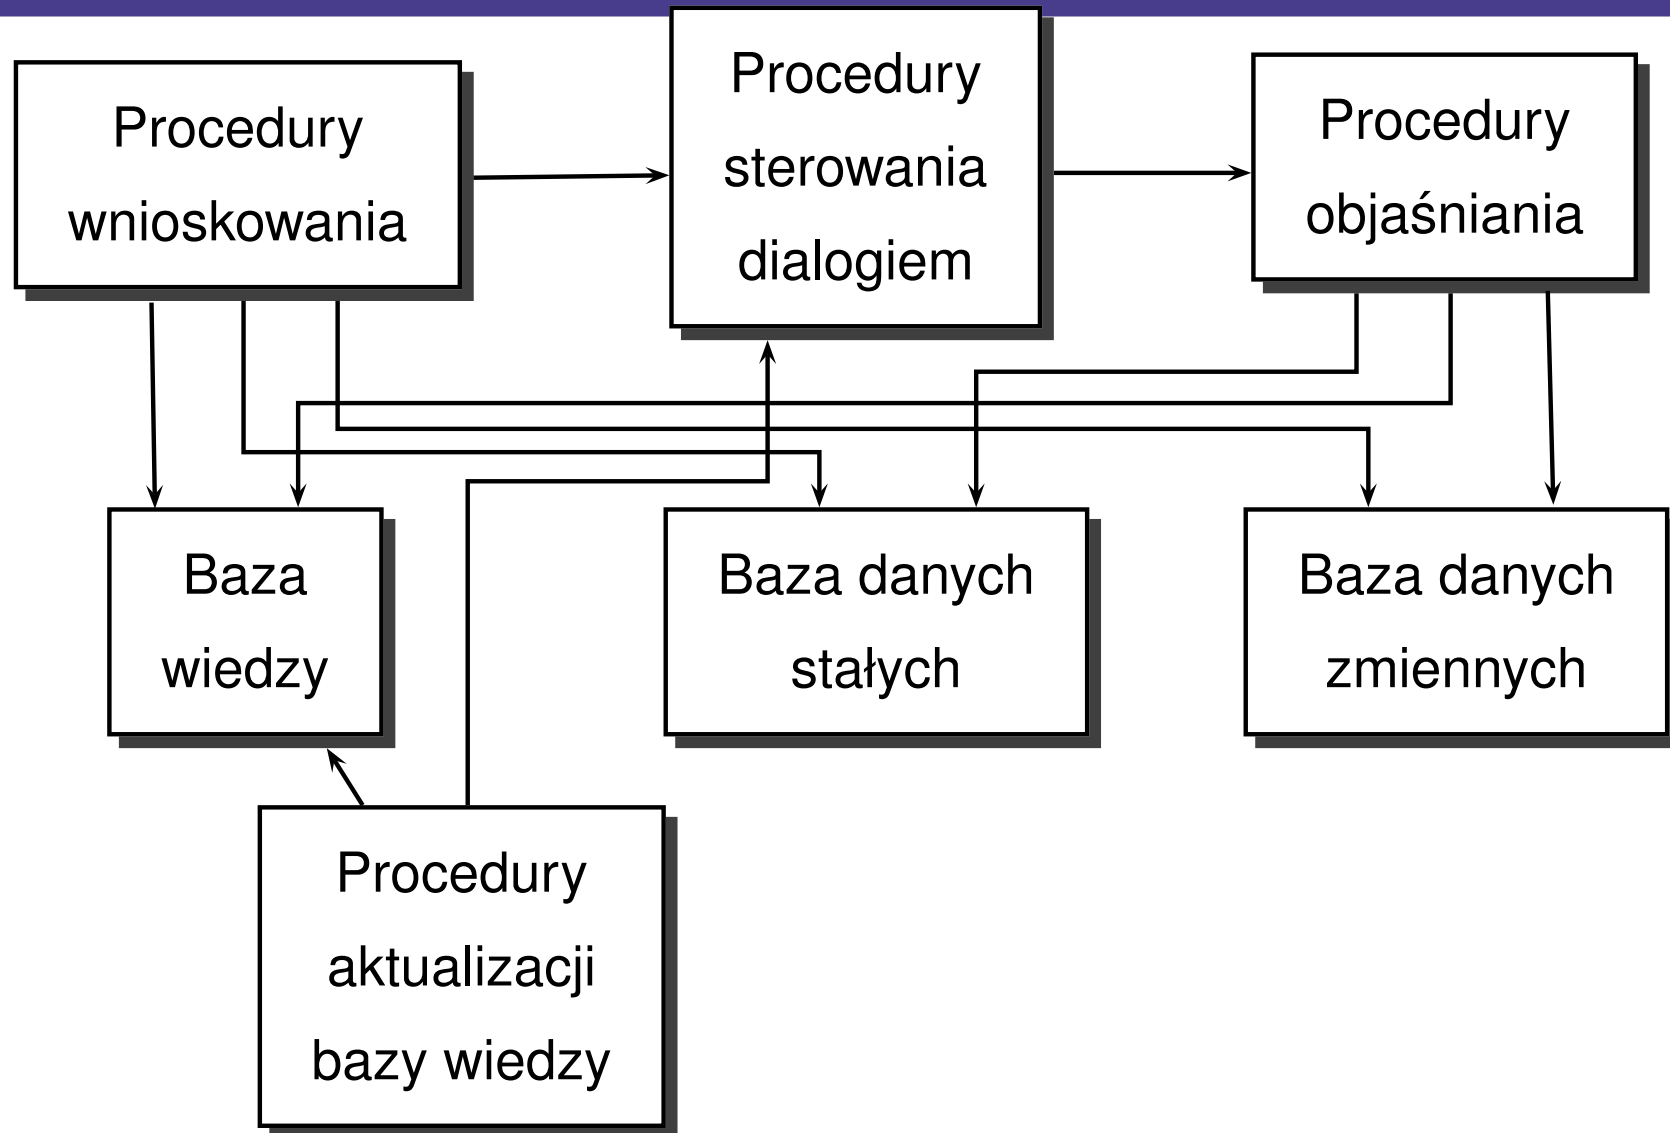 Procedury
wnioskowania
Procedury
sterowania
dialogiem
Procedury
objaśniania
Baza
wiedzy
Baza danych
stałych
Baza danych
zmiennych
Procedury
aktualizacji
bazy wiedzy